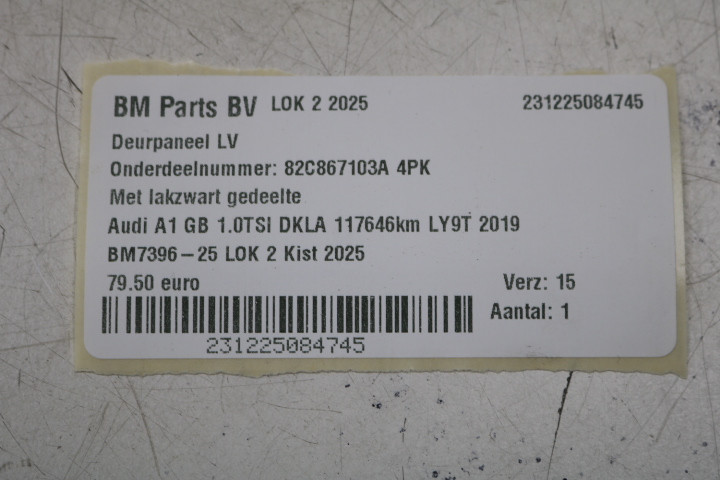 BM Parts BV LOK 2 2025 231225084745
Deurpaneel LV
Onderdeelnummer: 82C867103A 4PK
Met lakzwart gedeelte
Audi A1 GB 1.0TSI DKLA 117646km LY9T 2019
BM7396-25 LOK 2 Kist 2025
79.50 euro Verz: 15
Aantal: 1
231225084745